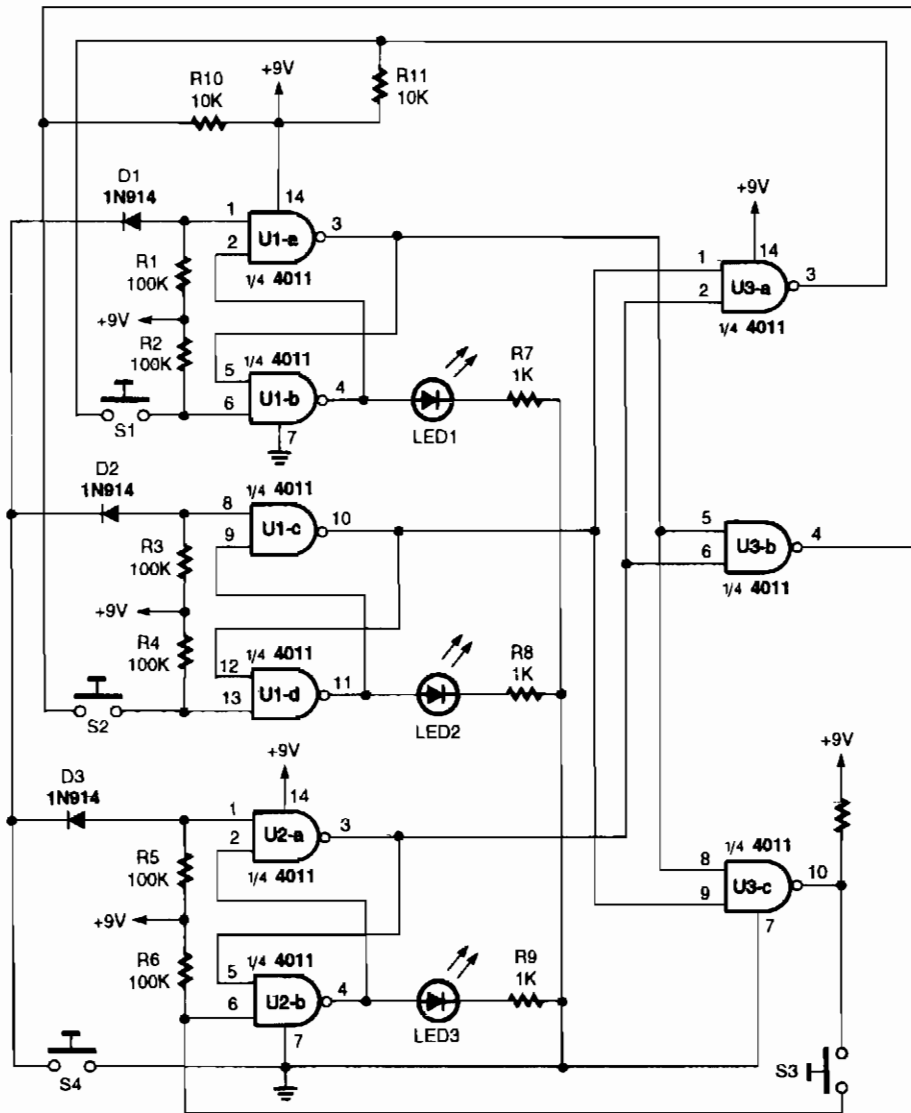 +9V
R10
10K
R11
10K
D1
1N914
14
1
2
U1-a
3
1/4 4011
R1
100K
+9V
R2
100K
1/4 4011
5
6
U1-b
4
7
S1
LED1
R7
1K
+9V
14
1
2
U3-a
3
1/4 4011
D2
1N914
1/4 4011
8
9
U1-c
10
R3
100K
+9V
R4
100K
1/4 4011
12
13
U1-d
11
S2
LED2
R8
1K
5
6
U3-b
4
1/4 4011
+9V
D3
1N914
14
1
2
U2-a
3
1/4 4011
R5
100K
+9V
R6
100K
1/4 4011
5
6
U2-b
4
7
LED3
R9
1K
+9V
1/4 4011
8
9
U3-c
10
7
S4
S3